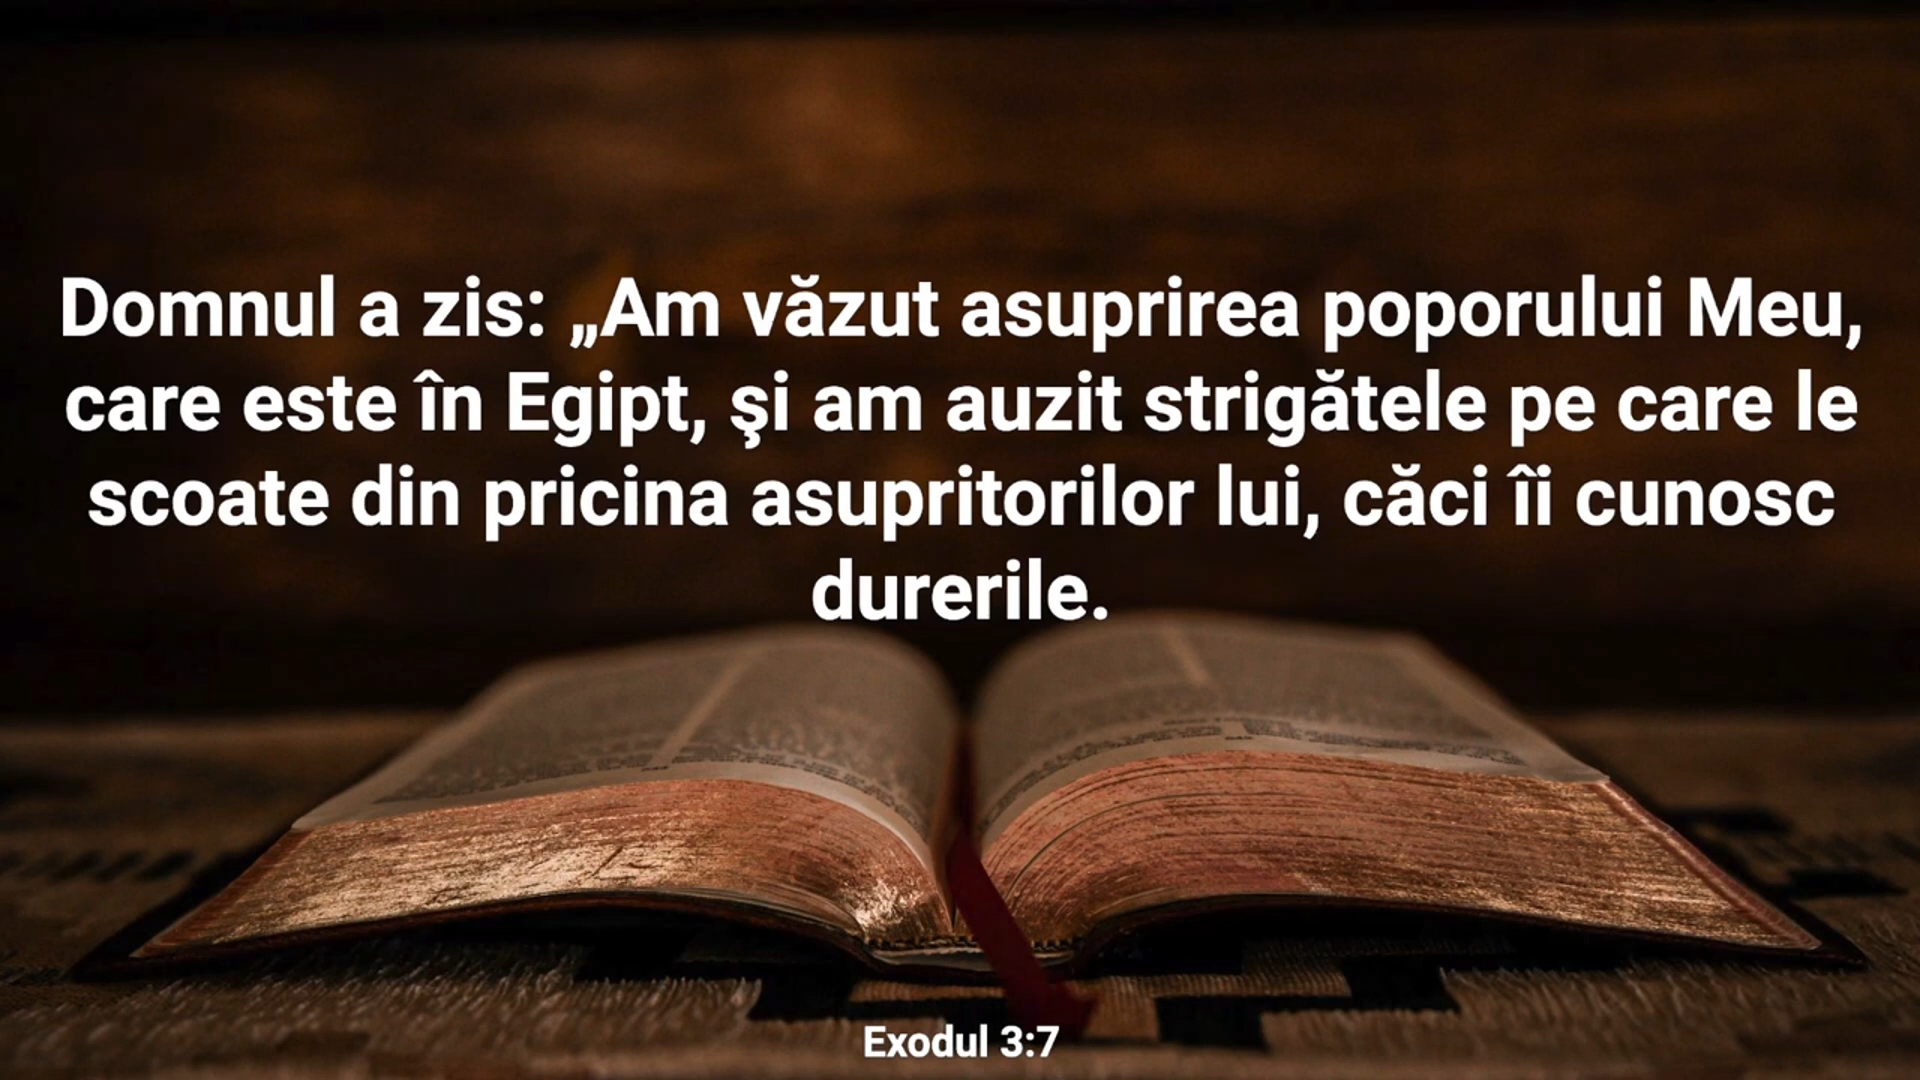 Domnul a zis: „Am văzut asuprirea poporului Meu,
care este în Egipt, şi am auzit strigătele pe care le
scoate din pricina asupritorilor lui, căci îi cunosc
durerile.
Exodul 3:7